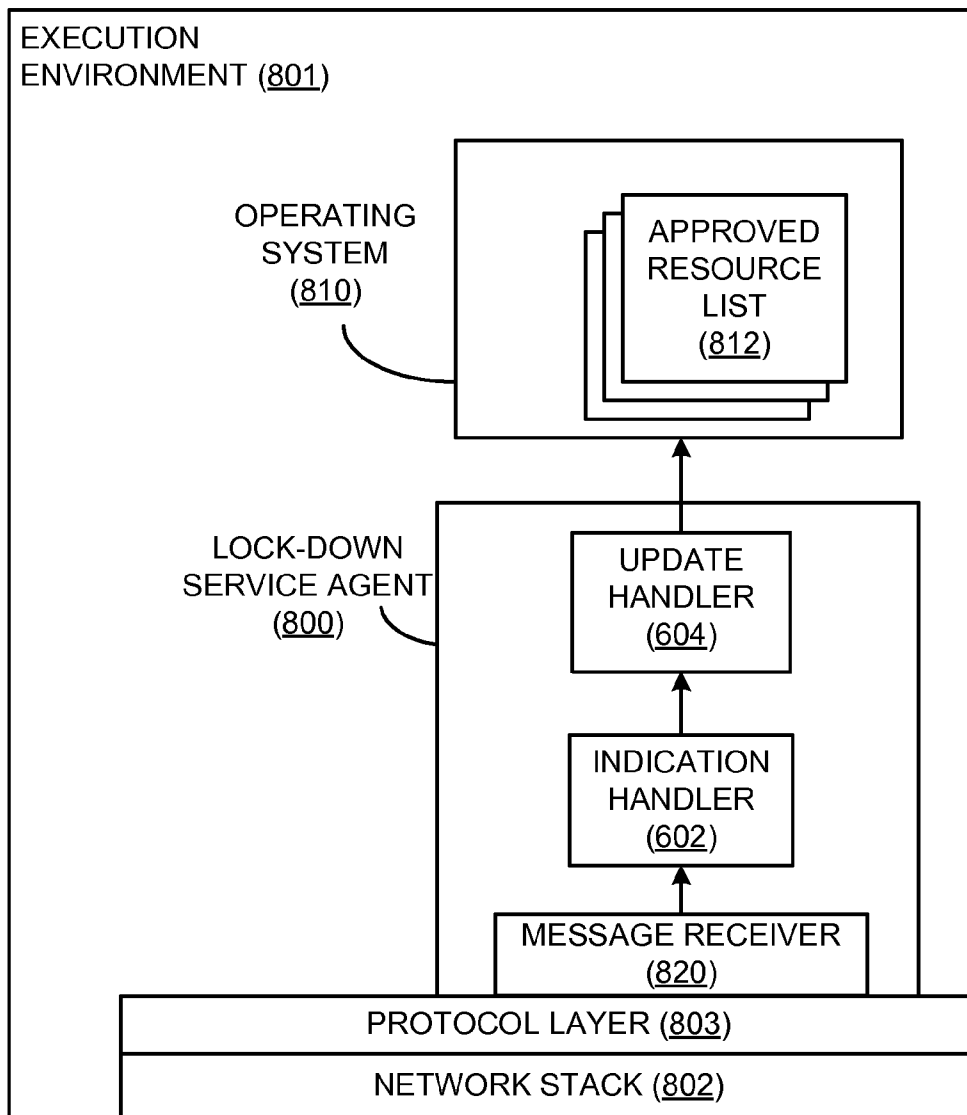 EXECUTION
ENVIRONMENT (801)
OPERATING
SYSTEM
(810)
APPROVED
RESOURCE
LIST
(812)
LOCK-DOWN
SERVICE AGENT
(800)
UPDATE
HANDLER
(604)
INDICATION
HANDLER
(602)
MESSAGE RECEIVER
(820)
PROTOCOL LAYER (803)
NETWORK STACK (802)